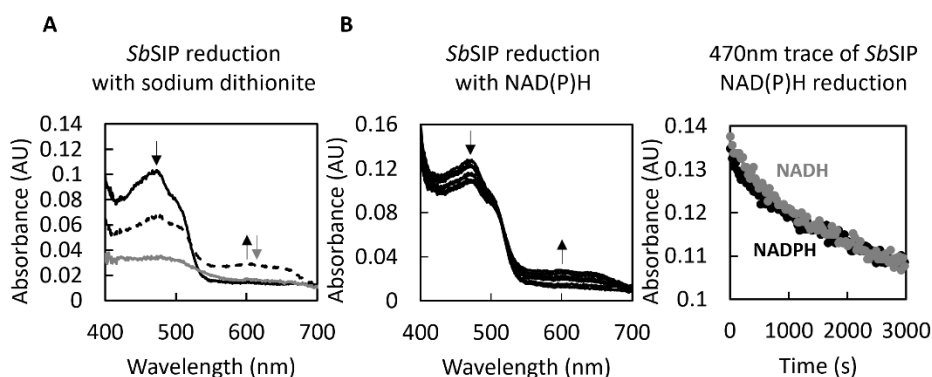 A
SbSIP reduction
with sodium dithionite
Absorbance (AU)
0.14
0.12
0.1
0.08
0.06
0.04
0.02
0
400 500 600 700
Wavelength (nm)
B
SbSIP reduction
with NAD(P)H
Absorbance (AU)
0.16
0.12
0.08
0.04
0
400 500 600 700
Wavelength (nm)
470nm trace of SbSIP
NAD(P)H reduction
Absorbance (AU)
0.14
0.13
0.12
0.11
0.1
NADH
NADPH
0 1000 2000 3000
Time (s)